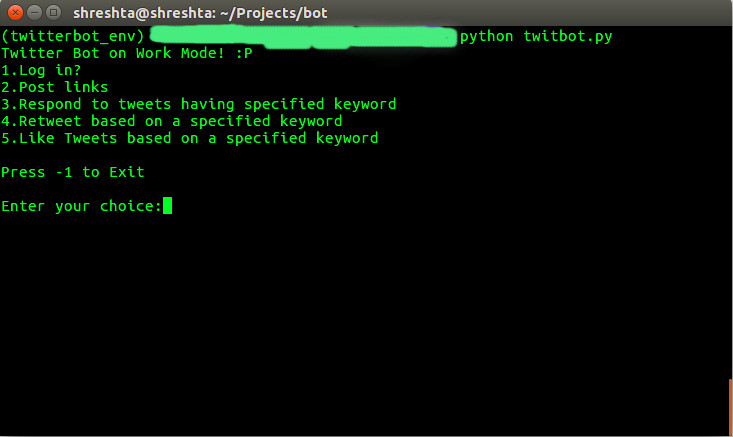 shreshta@shreshta: ~/Projects/bot
(twitterbot_env) python twitbot.py
Twitter Bot on Work Mode! :P
1.Log in?
2.Post links
3.Respond to tweets having specified keyword
4.Retweet based on a specified keyword
5.Like Tweets based on a specified keyword
Press -1 to Exit
Enter your choice: